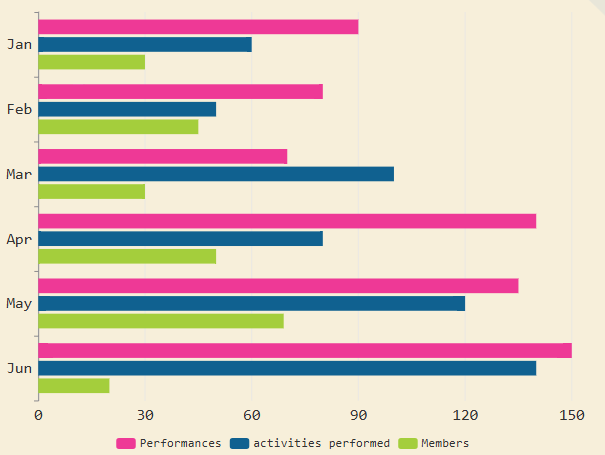 Jan
Feb
Mar
Apr
May
Jun
0 30 60 90 120 150
Performances activities performed Members